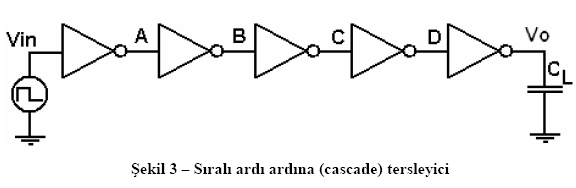 Vin A B C D Vo
CL
Şekil 3 – Sıralı ardı ardına (cascade) tersleyici